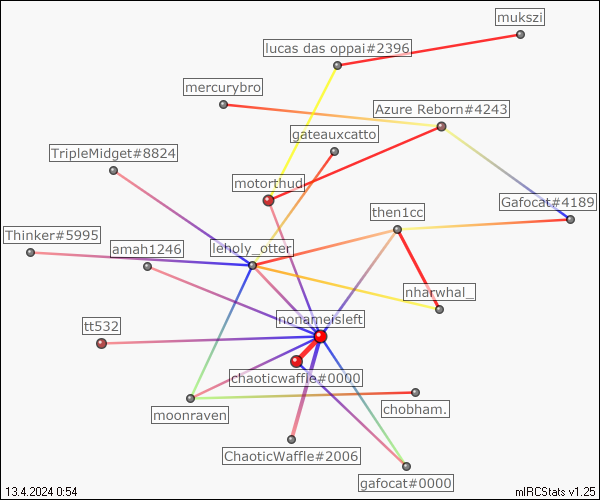 mukszi
lucas das oppai#2396
mercurybro
Azure Reborn#4243
gateauxcatto
TripleMidget#8824
motorthud
Gafocat#4189
then1cc
Thinker#5995
amah1246
leholy_otter
nharwhal_
nonameisleft
tt532
chaoticwaffle#0000
moonraven
chobham.
ChaoticWaffle#2006
gafocat#0000
13.4.2024 0:54
mIRCStats v1.25